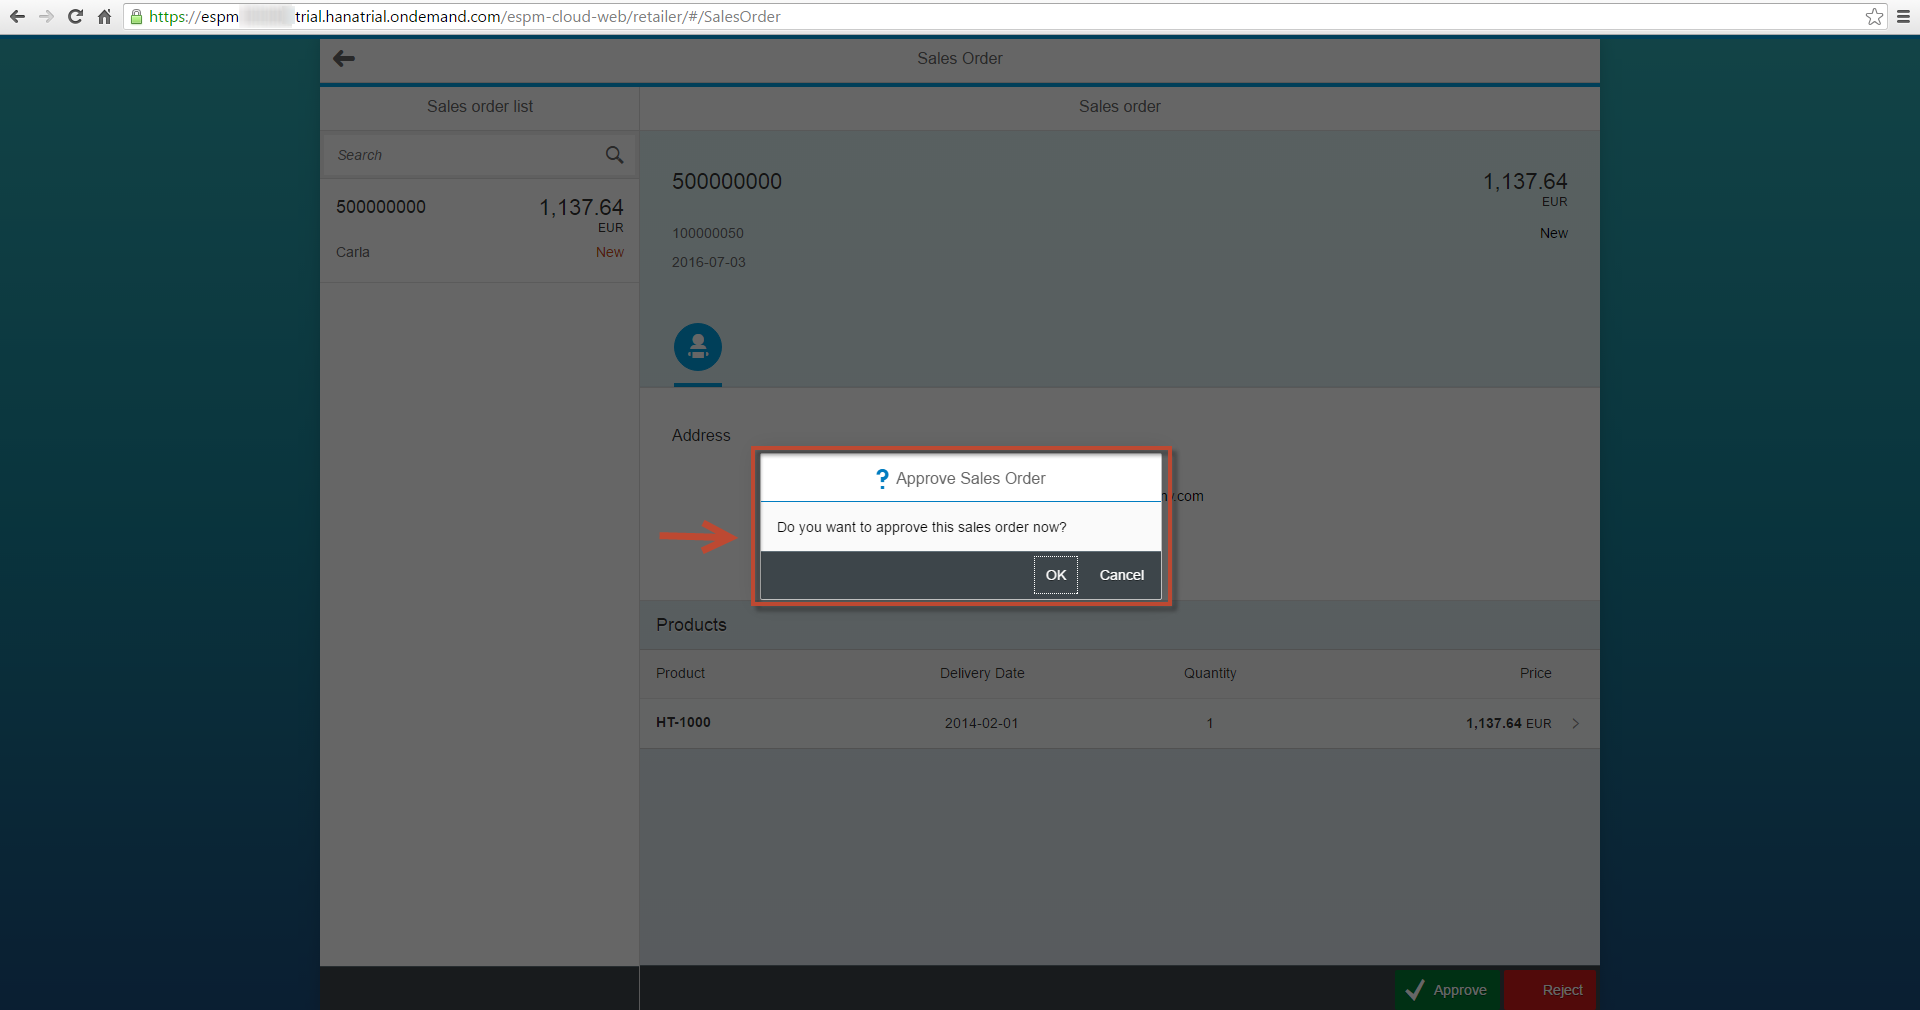 https://espm trial.hanatrial.ondemand.com/espm-cloud-web/retailer/#/SalesOrder
Sales Order
Sales order list
Sales order
Search
500000000
1,137.64
EUR
Carla
New
500000000
1,137.64
EUR
100000050
New
2016-07-03
Address
.com
? Approve Sales Order
Do you want to approve this sales order now?
OK
Cancel
Products
Product
Delivery Date
Quantity
Price
HT-1000
2014-02-01
1
1,137.64 EUR
Approve
Reject